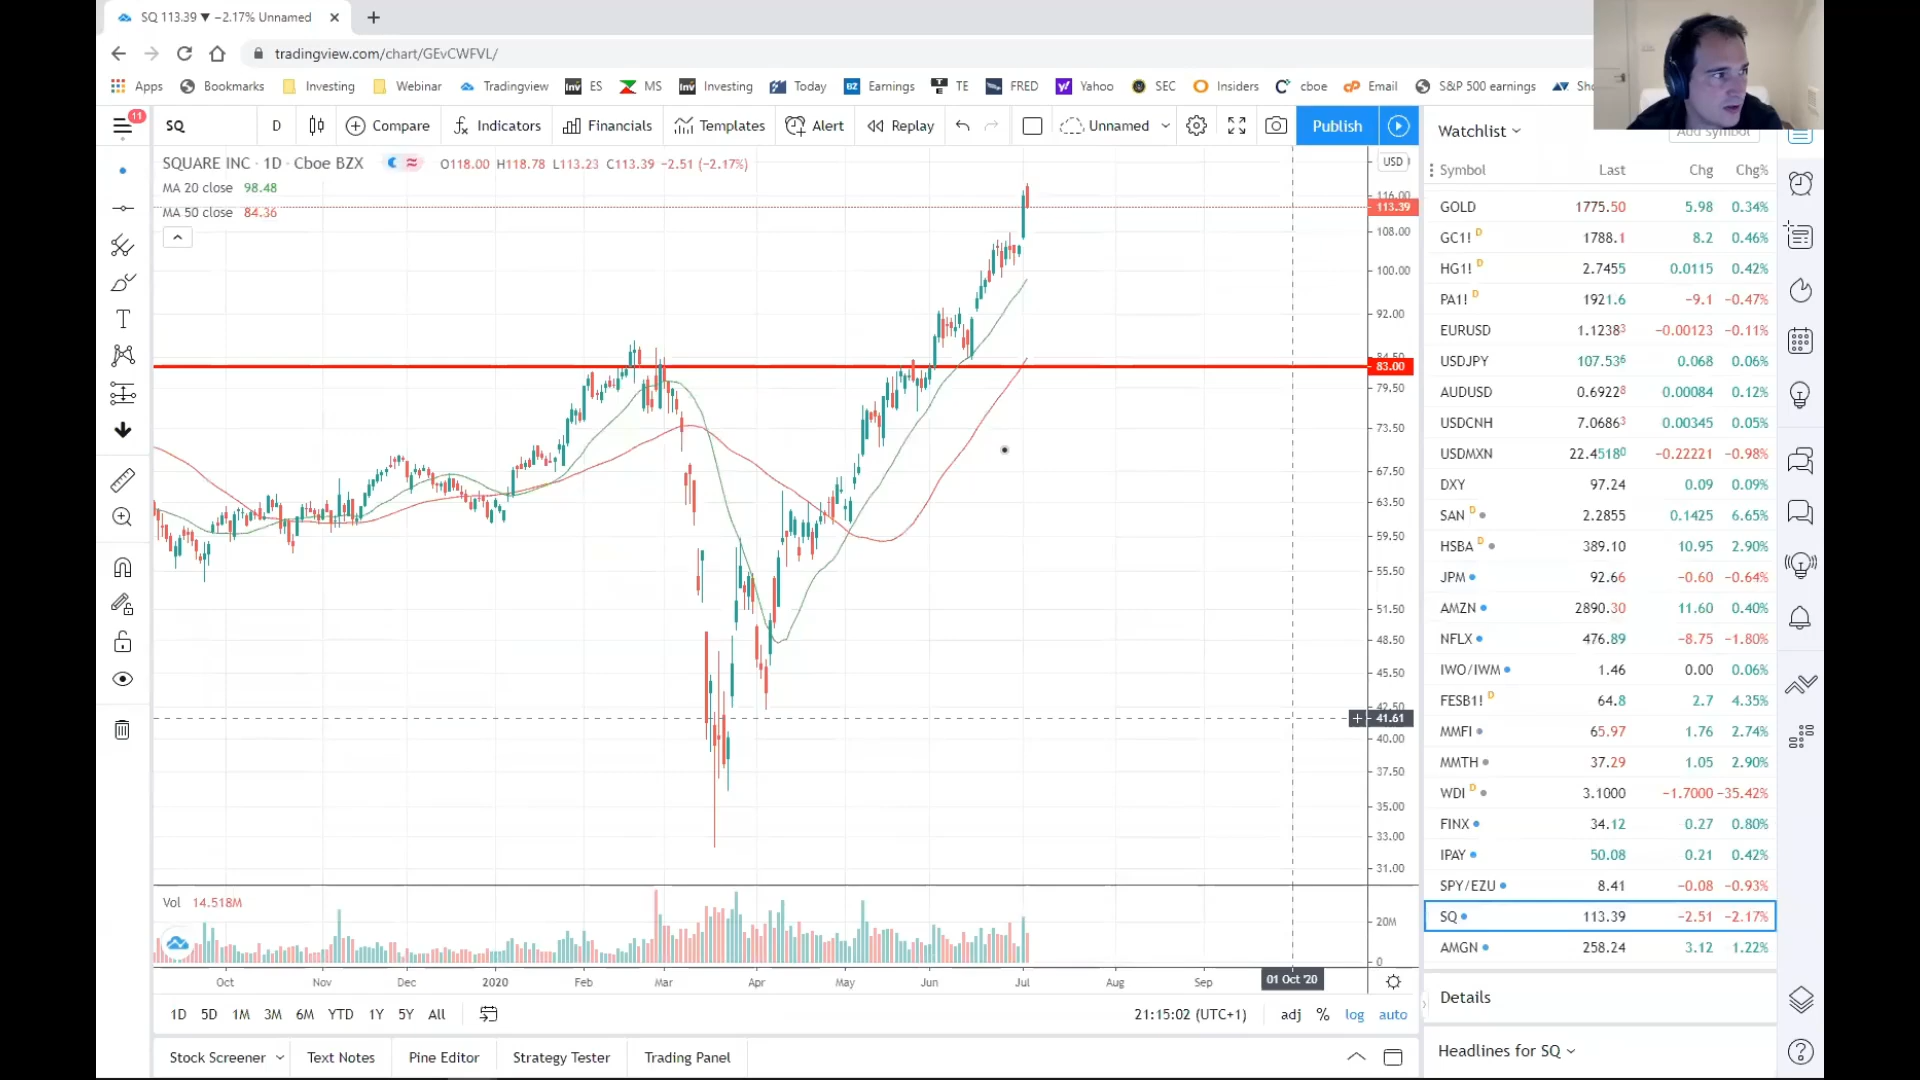 SQ 113.39 ▼ −2.17% Unnamed
tradingview.com/chart/GEvCWFVL/
Apps Bookmarks Investing Webinar Tradingview ES MS Investing Today Earnings TE FRED Yahoo SEC Insiders cboe Email S&P 500 earnings
11
SQ D Compare Indicators Financials Templates Alert Replay Unnamed Publish
SQUARE INC · 1D · Cboe BZX O118.00 H118.78 L113.23 C113.39 −2.51 (−2.17%)
MA 20 close 98.48
MA 50 close 84.36
USD
116.00
113.39
108.00
100.00
92.00
84.50
83.00
79.50
73.50
67.50
63.50
59.50
55.50
51.50
48.50
45.50
42.50
41.61
40.00
37.50
35.00
33.00
31.00
Vol 14.518M
20M
0
Oct Nov Dec 2020 Feb Mar Apr May Jun Jul Aug Sep 01 Oct '20
1D 5D 1M 3M 6M YTD 1Y 5Y All 21:15:02 (UTC+1) adj % log auto
Stock Screener Text Notes Pine Editor Strategy Tester Trading Panel
Watchlist Add symbol
Symbol Last Chg Chg%
GOLD 1775.50 5.98 0.34%
GC1! D 1788.1 8.2 0.46%
HG1! D 2.7455 0.0115 0.42%
PA1! D 1921.6 −9.1 −0.47%
EURUSD 1.12383 −0.00123 −0.11%
USDJPY 107.536 0.068 0.06%
AUDUSD 0.69228 0.00084 0.12%
USDCNH 7.06863 0.00345 0.05%
USDMXN 22.45180 −0.22221 −0.98%
DXY 97.24 0.09 0.09%
SAN D 2.2855 0.1425 6.65%
HSBA D 389.10 10.95 2.90%
JPM 92.66 −0.60 −0.64%
AMZN 2890.30 11.60 0.40%
NFLX 476.89 −8.75 −1.80%
IWO/IWM 1.46 0.00 0.06%
FESB1! D 64.8 2.7 4.35%
MMFI 65.97 1.76 2.74%
MMTH 37.29 1.05 2.90%
WDI D 3.1000 −1.7000 −35.42%
FINX 34.12 0.27 0.80%
IPAY 50.08 0.21 0.42%
SPY/EZU 8.41 −0.08 −0.93%
SQ 113.39 −2.51 −2.17%
AMGN 258.24 3.12 1.22%
Details
Headlines for SQ